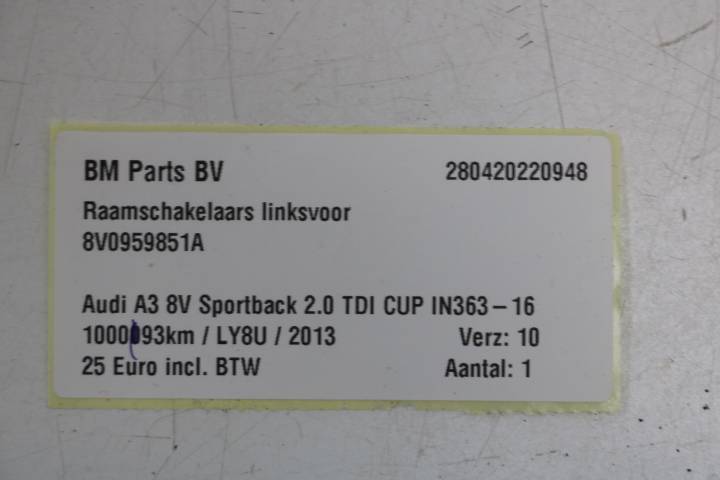 BM Parts BV 280420220948
Raamschakelaars linksvoor
8V0959851A
Audi A3 8V Sportback 2.0 TDI CUP IN363-16
1000093km / LY8U / 2013 Verz: 10
25 Euro incl. BTW Aantal: 1